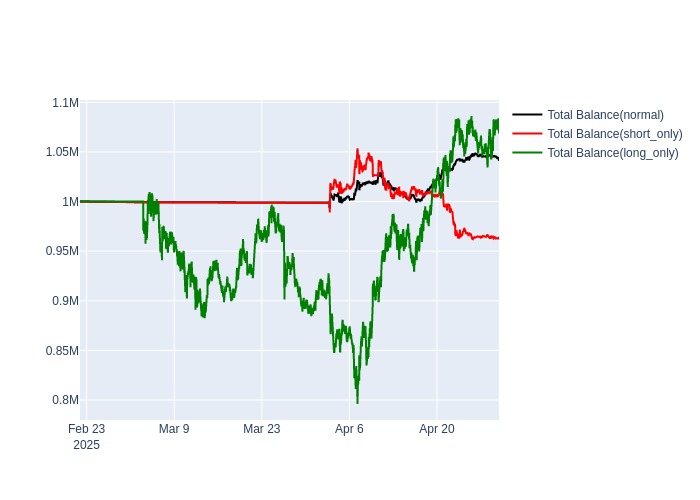 1.1M
1.05M
1M
0.95M
0.9M
0.85M
0.8M
Feb 23
2025
Mar 9
Mar 23
Apr 6
Apr 20
Total Balance(normal)
Total Balance(short_only)
Total Balance(long_only)